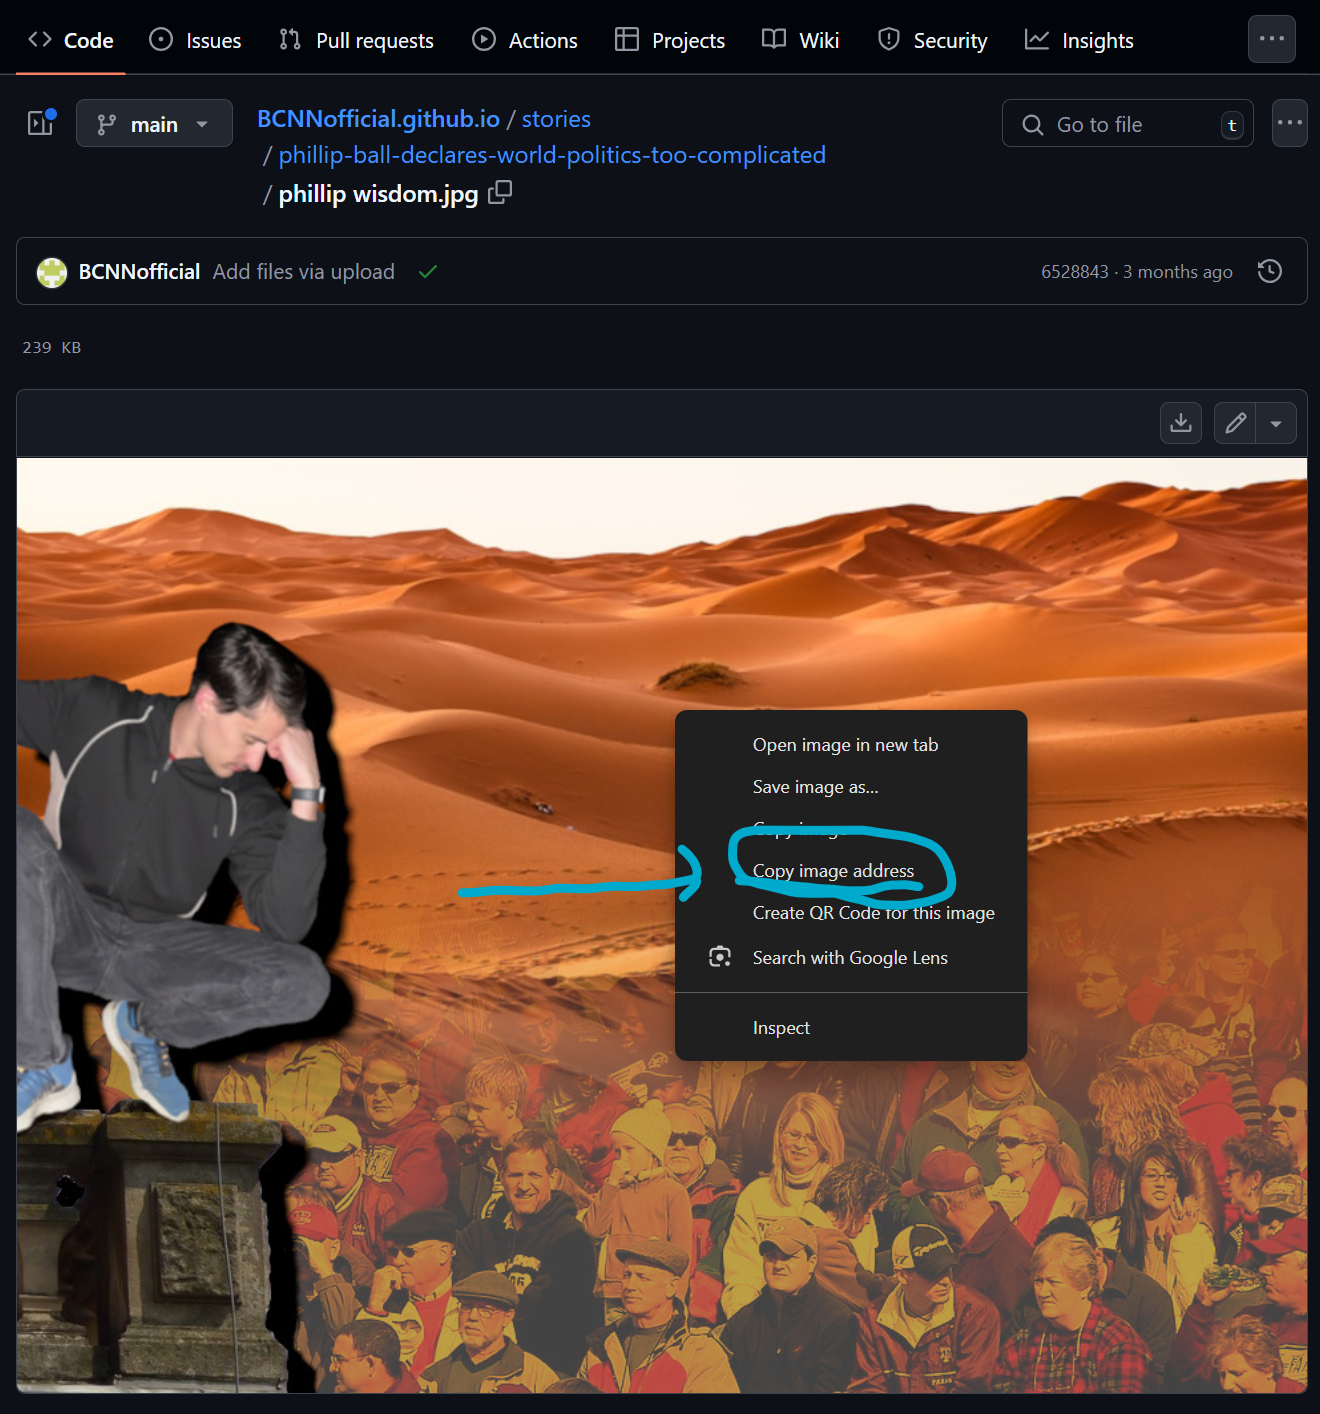 Code Issues Pull requests Actions Projects Wiki Security Insights
main
BCNNofficial.github.io / stories
/ phillip-ball-declares-world-politics-too-complicated
/ phillip wisdom.jpg
Go to file t
BCNNofficial Add files via upload
6528843 · 3 months ago
239 KB
Open image in new tab
Save image as...
Copy image
Copy image address
Create QR Code for this image
Search with Google Lens
Inspect